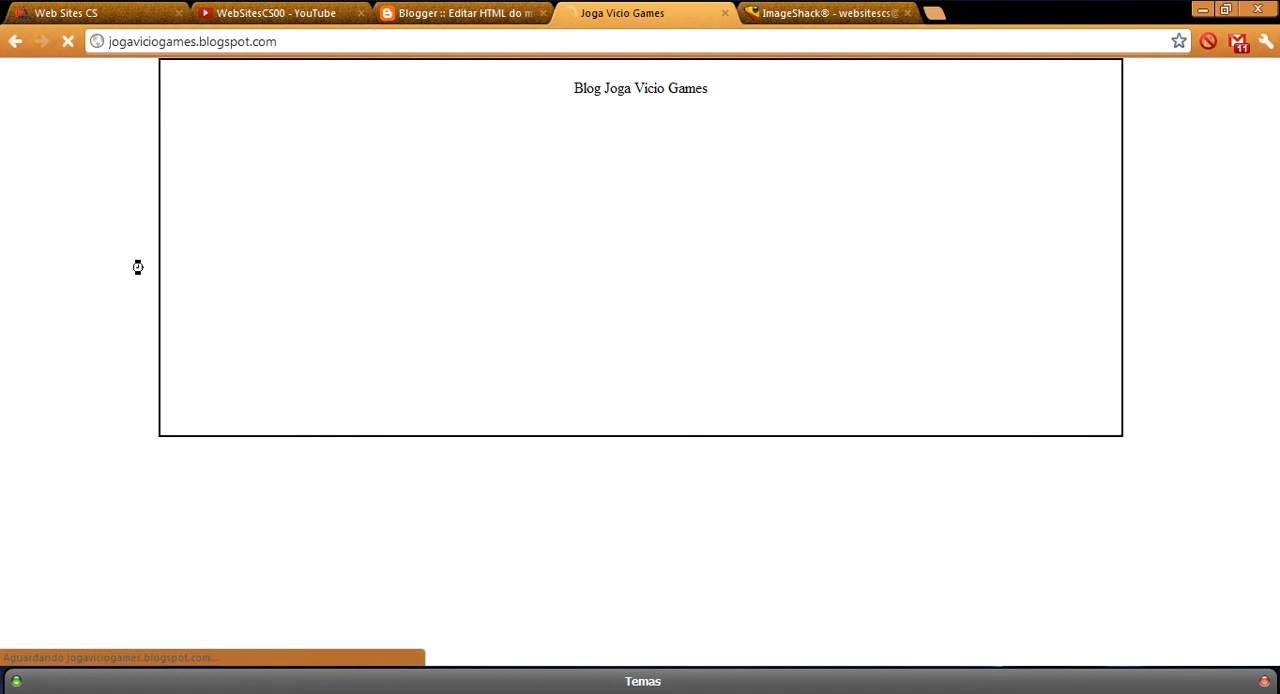 Web Sites CS
WebSitesCS00 - YouTube
Blogger :: Editar HTML do m
Joga Vicio Games
ImageShack® - websitescs@
jogaviciogames.blogspot.com
11
Blog Joga Vicio Games
Aguardando jogaviciogames.blogspot.com...
Temas